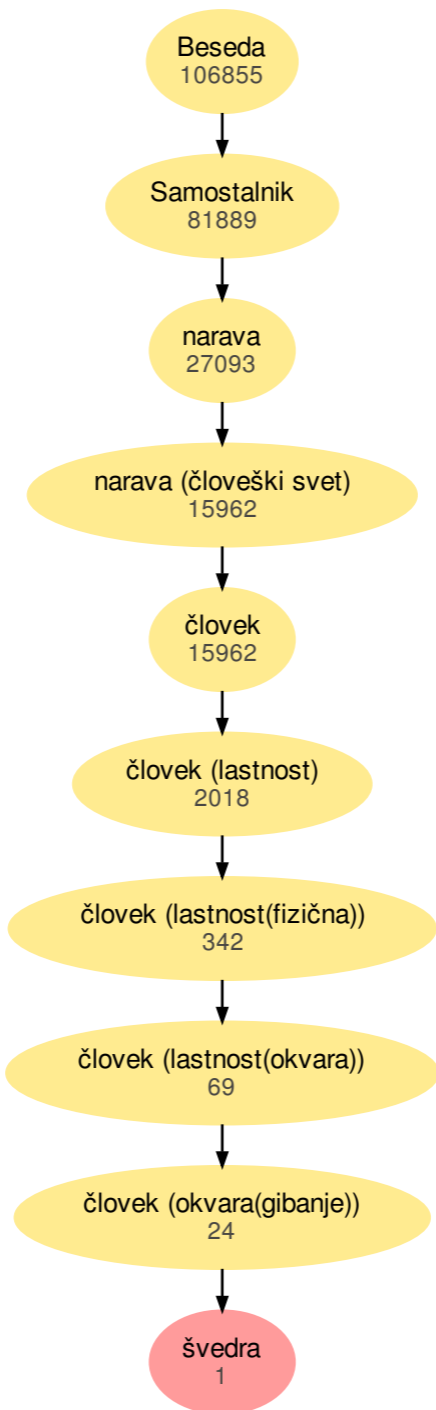 Beseda
106855
Samostalnik
81889
narava
27093
narava (človeški svet)
15962
človek
15962
človek (lastnost)
2018
človek (lastnost(fizična))
342
človek (lastnost(okvara))
69
človek (okvara(gibanje))
24
švedra
1